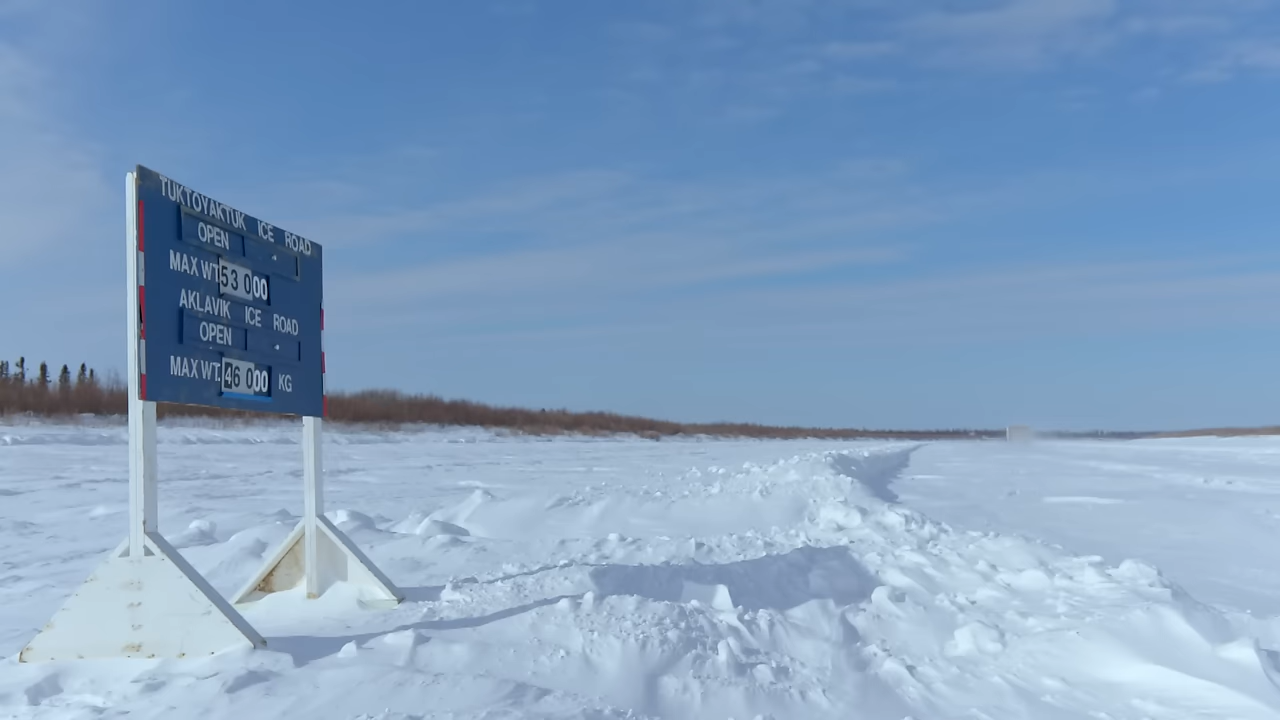 TUKTOYAKTUK ICE ROAD
OPEN
MAX WT 53 000
AKLAVIK ICE ROAD
OPEN
MAX WT. 46 000 KG